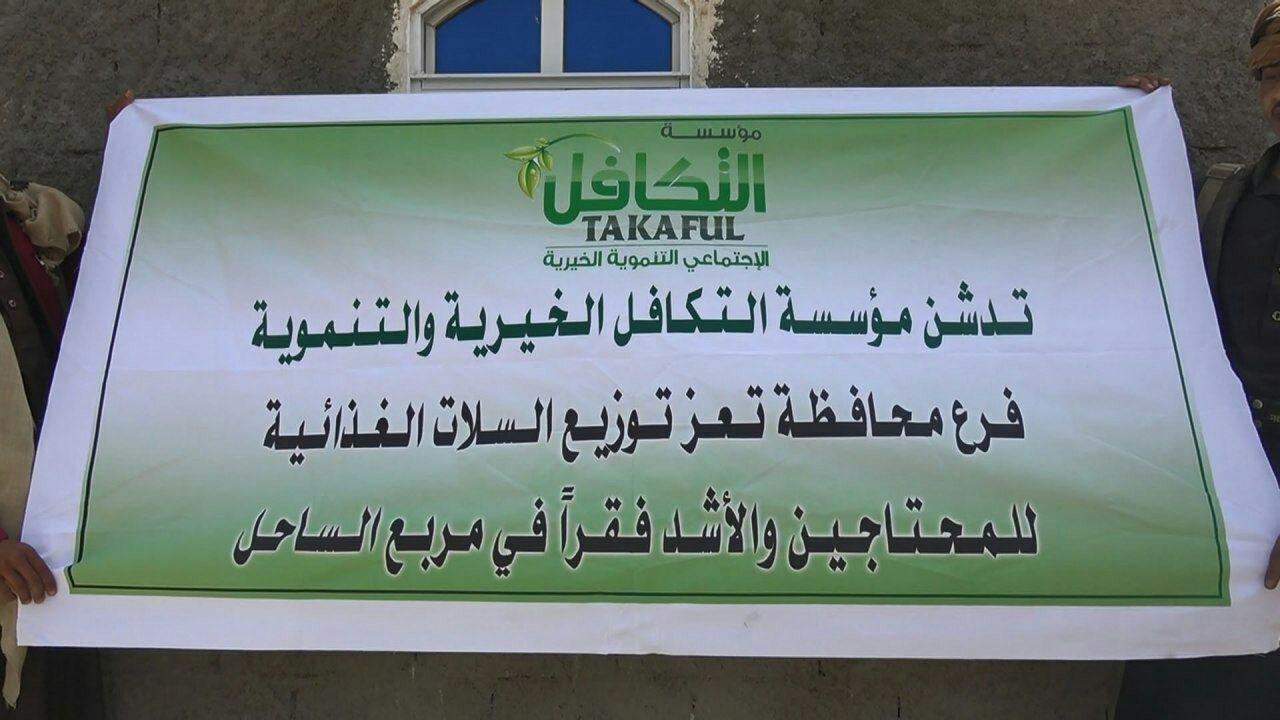 مؤسسة
التكافل
TAKAFUL
الإجتماعي التنموية الخيرية
تدشن مؤسسة التكافل الخيرية والتنموية
فرع محافظة تعز توزيع السلات الغذائية
للمحتاجين والأشد فقراً في مربع الساحل